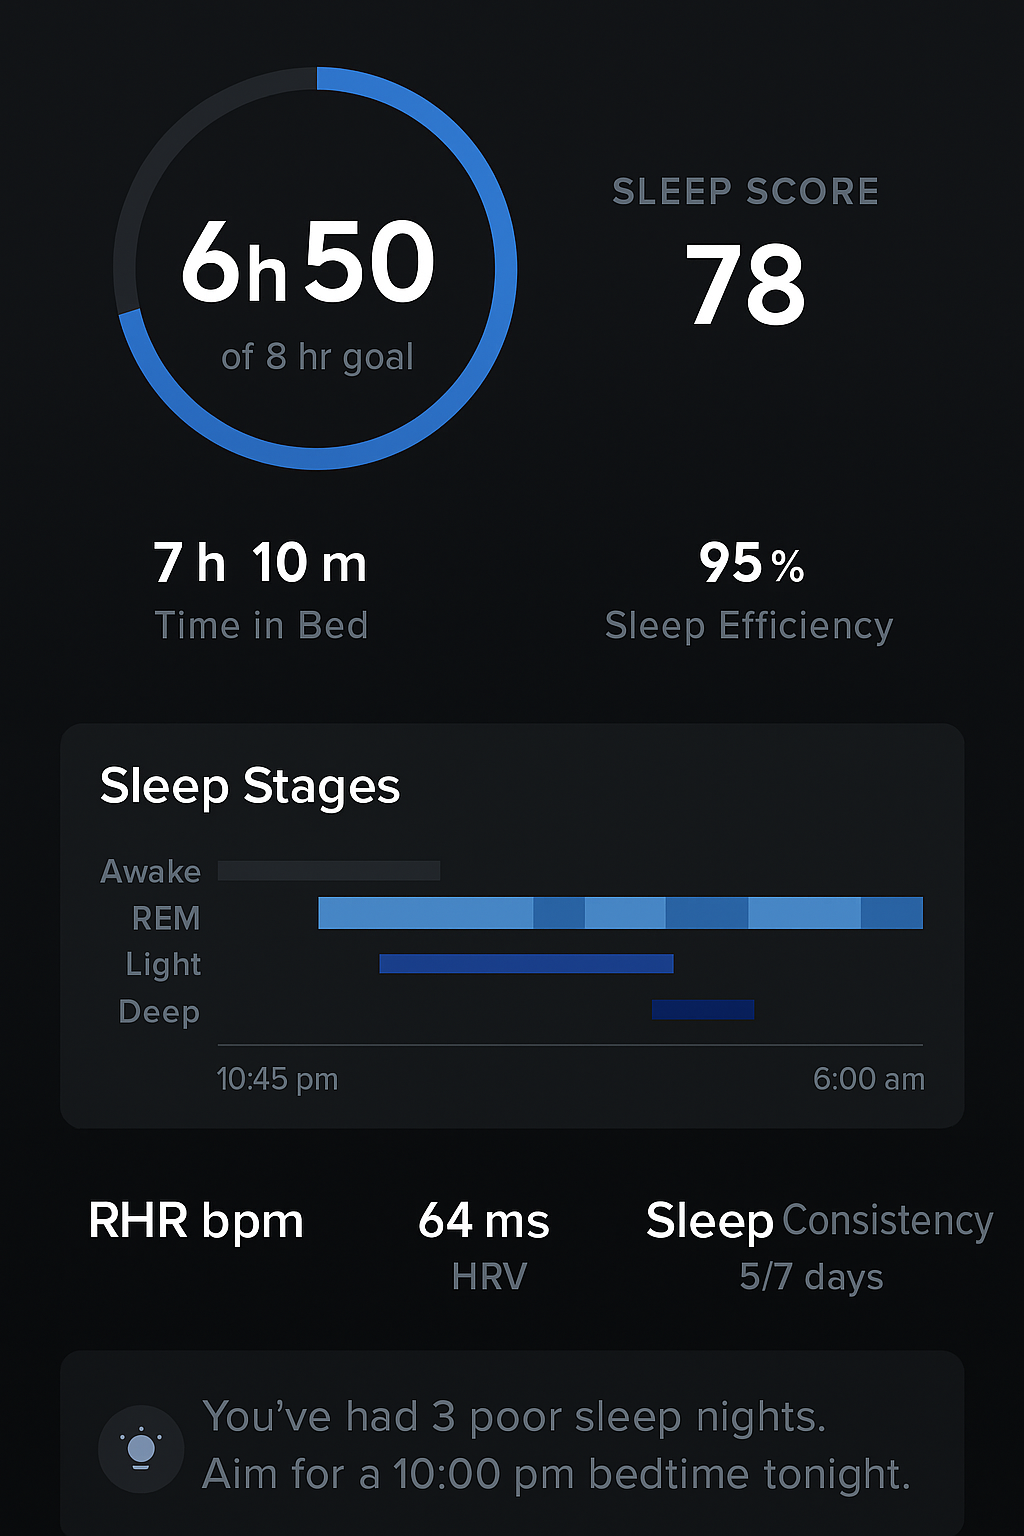 6h 50
of 8 hr goal
SLEEP SCORE
78
7 h 10 m
Time in Bed
95 %
Sleep Efficiency
Sleep Stages
Awake
REM
Light
Deep
10:45 pm
6:00 am
RHR bpm
64 ms
HRV
Sleep Consistency
5/7 days
You’ve had 3 poor sleep nights.
Aim for a 10:00 pm bedtime tonight.